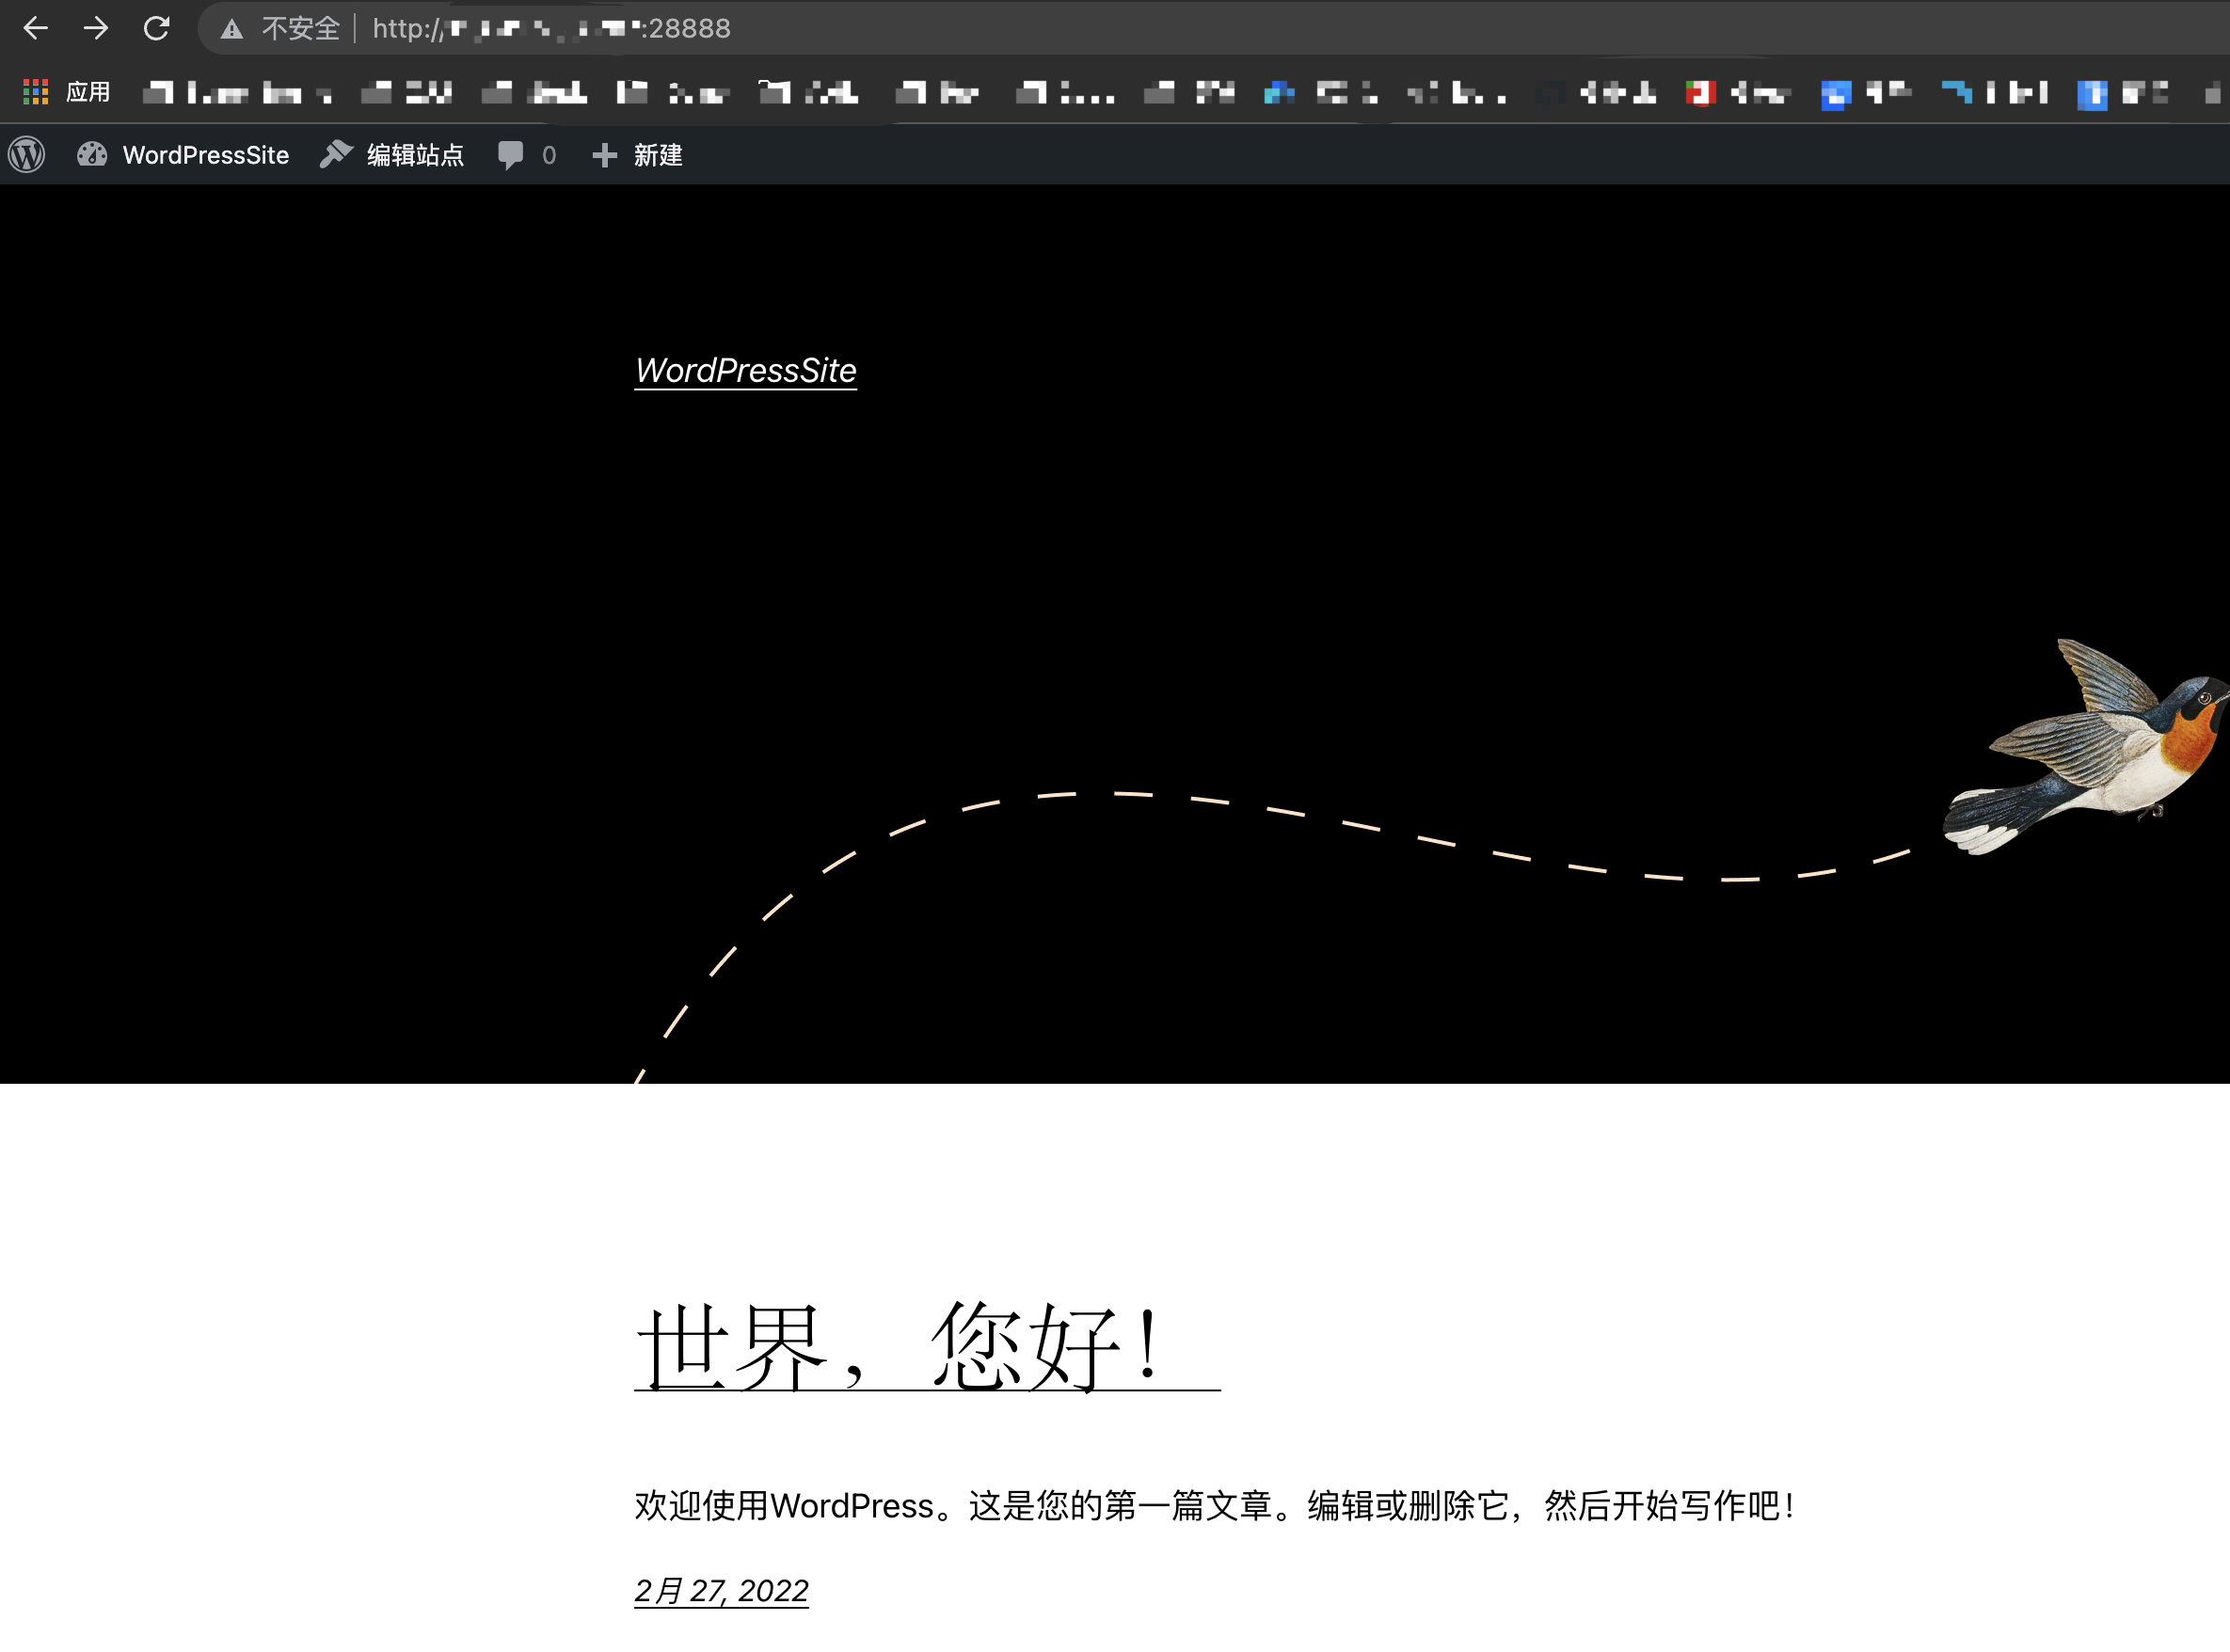 不安全 http:// :28888
应用
WordPressSite 编辑站点 0 新建
WordPressSite
世界，您好！
欢迎使用WordPress。这是您的第一篇文章。编辑或删除它，然后开始写作吧！
2月 27, 2022